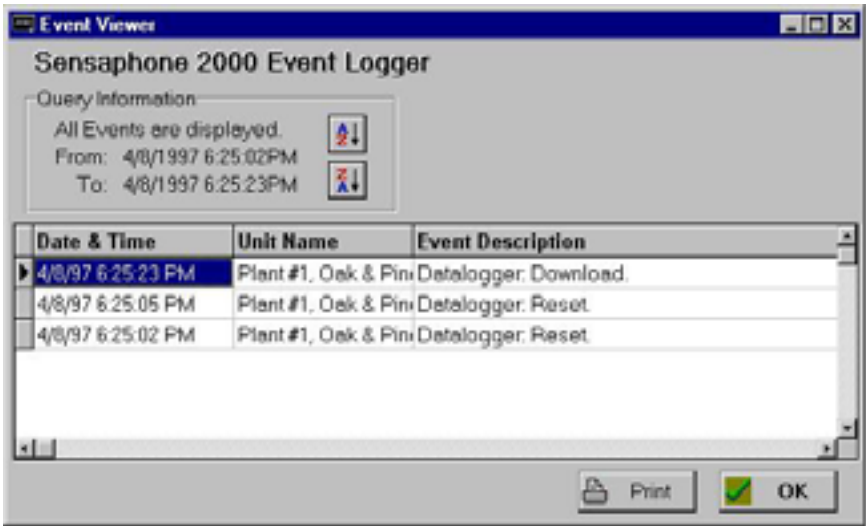 Event Viewer
Sensaphone 2000 Event Logger
Query Information
All Events are displayed.
From: 4/8/1997 6:25:02PM
To: 4/8/1997 6:25:23PM
Date & Time Unit Name Event Description
4/8/97 6:25:23 PM Plant #1, Oak & Pin Datalogger: Download.
4/8/97 6:25:05 PM Plant #1, Oak & Pin Datalogger: Reset.
4/8/97 6:25:02 PM Plant #1, Oak & Pin Datalogger: Reset.
Print OK